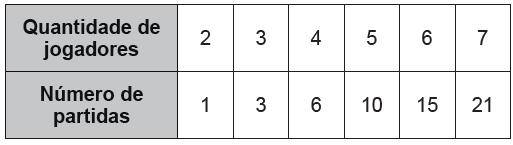 Quantidade de jogadores 2 3 4 5 6 7
Número de partidas 1 3 6 10 15 21